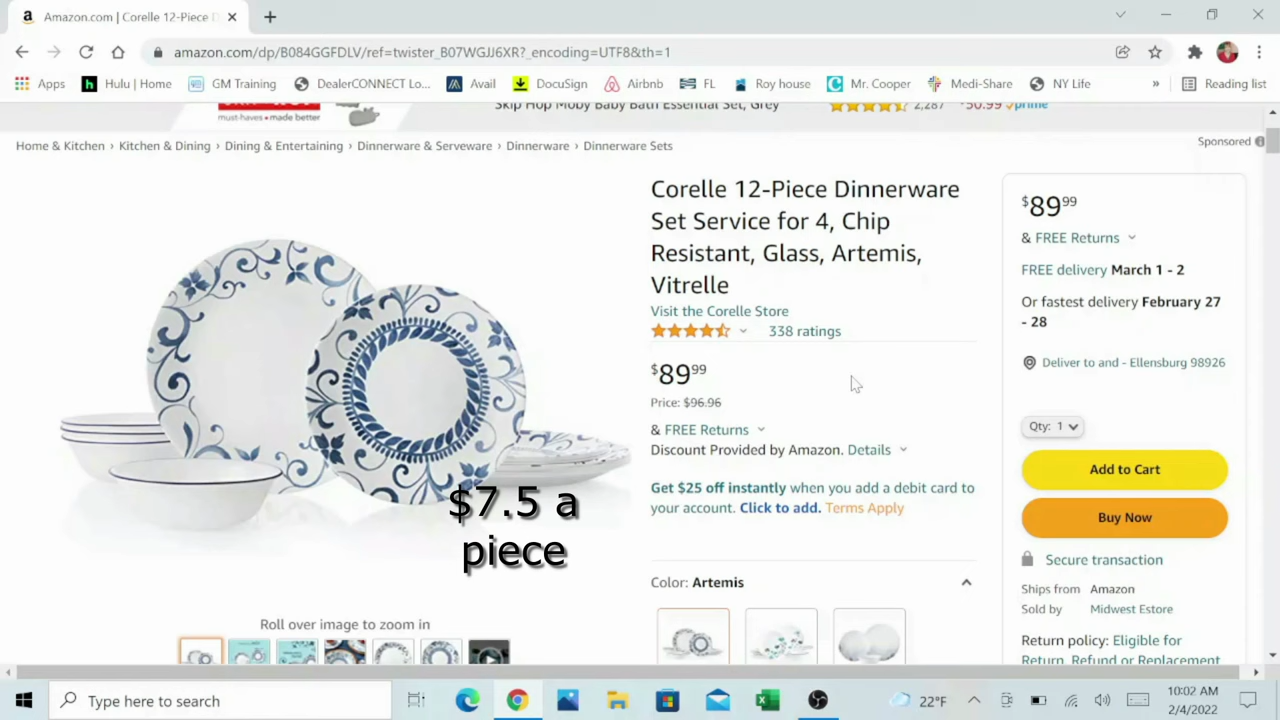 Amazon.com | Corelle 12-Piece D
amazon.com/dp/B084GGFDLV/ref=twister_B07WGJJ6XR?_encoding=UTF8&th=1
Apps
Hulu | Home
GM Training
DealerCONNECT Lo...
Avail
DocuSign
Airbnb
FL
Roy house
Mr. Cooper
Medi-Share
NY Life
»
Reading list
must-haves • made better
Skip Hop Moby Baby Bath Essential Set, Grey
2,287
$50.99 prime
Home & Kitchen › Kitchen & Dining › Dining & Entertaining › Dinnerware & Serveware › Dinnerware › Dinnerware Sets
Sponsored
Corelle 12-Piece Dinnerware
Set Service for 4, Chip
Resistant, Glass, Artemis,
Vitrelle
Visit the Corelle Store
338 ratings
$89 99
Price: $96.96
& FREE Returns
Discount Provided by Amazon. Details
Get $25 off instantly when you add a debit card to
your account. Click to add. Terms Apply
Color: Artemis
$7.5 a
piece
Roll over image to zoom in
$89 99
& FREE Returns
FREE delivery March 1 - 2
Or fastest delivery February 27
- 28
Deliver to and - Ellensburg 98926
Qty: 1
Add to Cart
Buy Now
Secure transaction
Ships from Amazon
Sold by Midwest Estore
Return policy: Eligible for
Return, Refund or Replacement
Type here to search
22°F
10:02 AM
2/4/2022